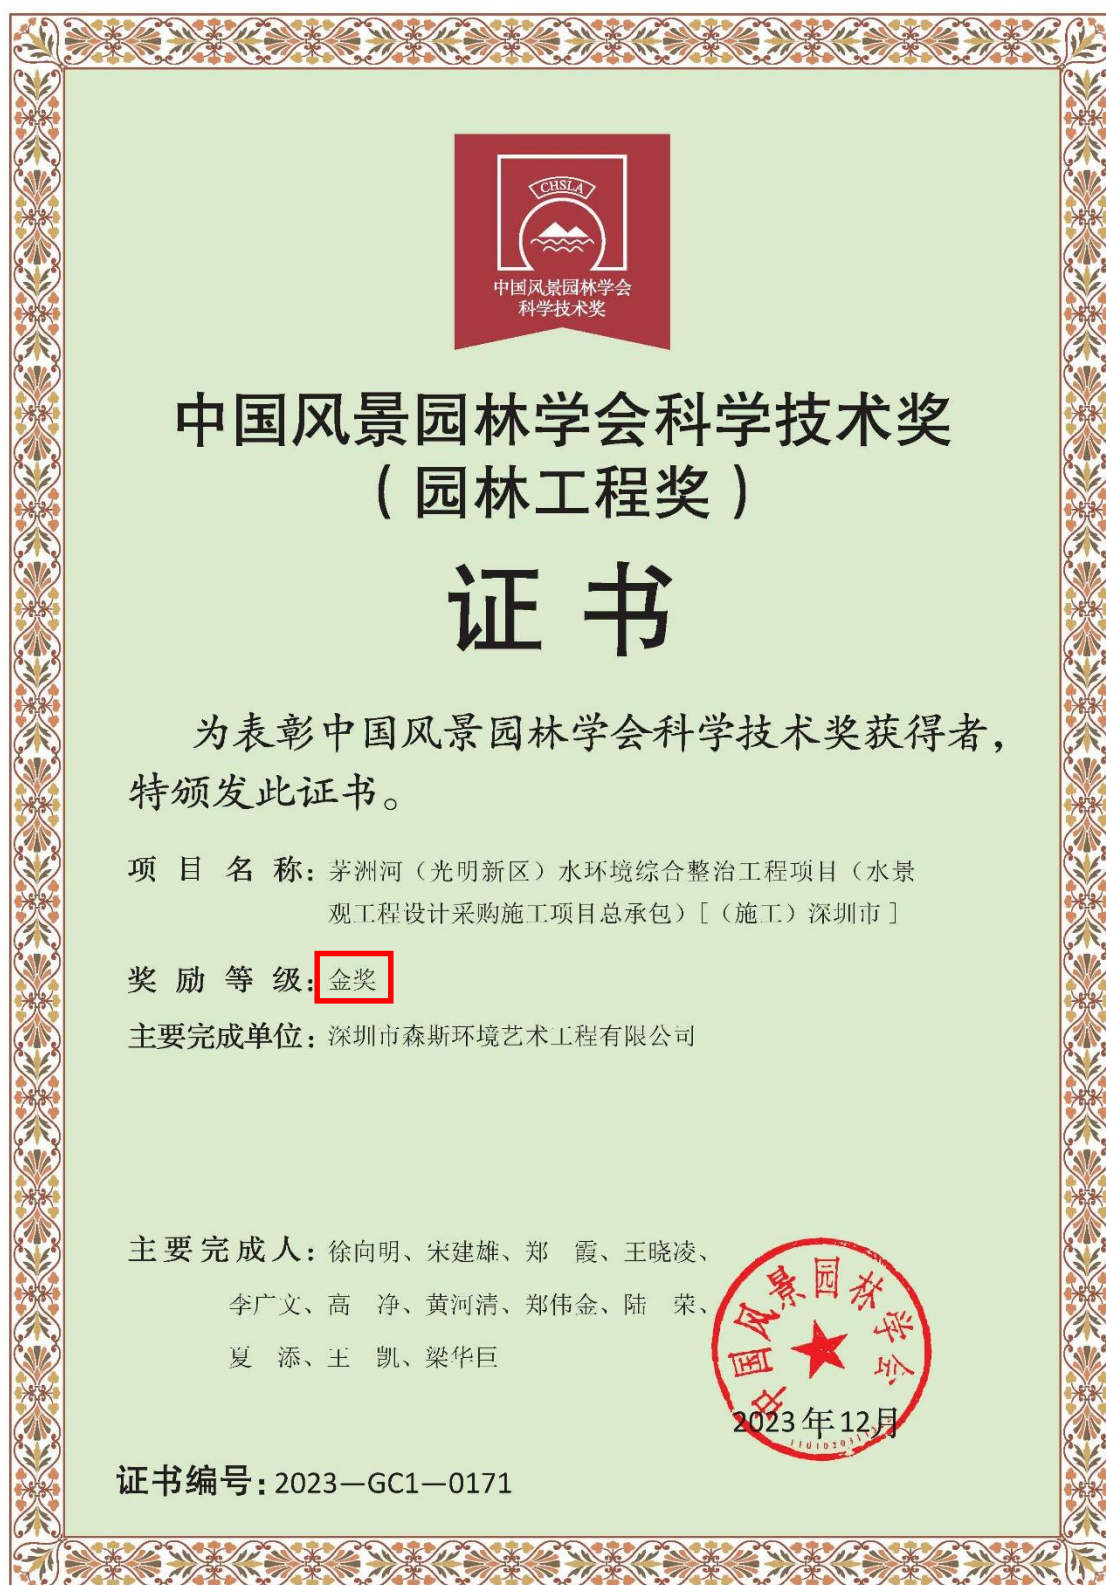 CHSLA
中国风景园林学会
科学技术奖
中国风景园林学会科学技术奖
（园林工程奖）
证书
为表彰中国风景园林学会科学技术奖获得者，
特颁发此证书。
项目名称：茅洲河（光明新区）水环境综合整治工程项目（水景
观工程设计采购施工项目总承包）[（施工）深圳市]
奖励等级：金奖
主要完成单位：深圳市森斯环境艺术工程有限公司
主要完成人：徐向明、宋建雄、郑 霞、王晓凌、
李广文、高 净、黄河清、郑伟金、陆 荣、
夏 添、王 凯、梁华巨
中国风景园林学会
2023年12月
证书编号：2023—GC1—0171